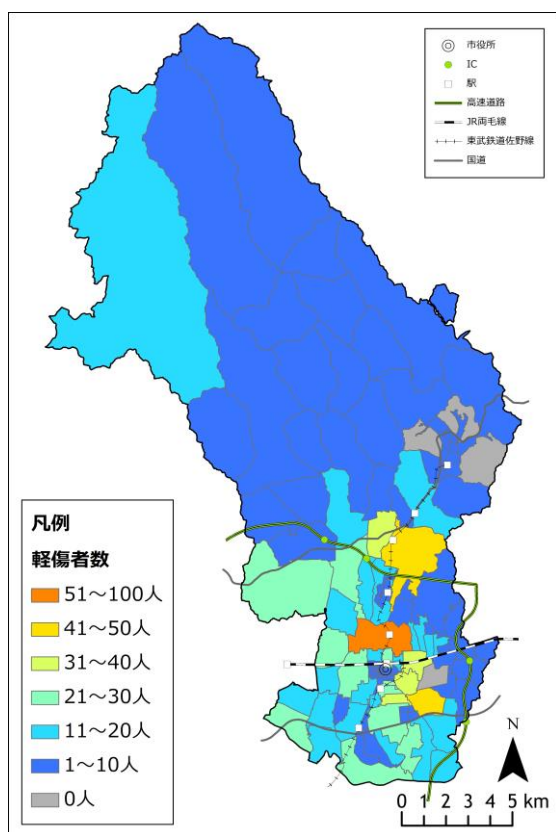 市役所
IC
駅
高速道路
JR両毛線
東武鉄道佐野線
国道
凡例
軽傷者数
51～100人
41～50人
31～40人
21～30人
11～20人
1～10人
0人
N
0 1 2 3 4 5 km